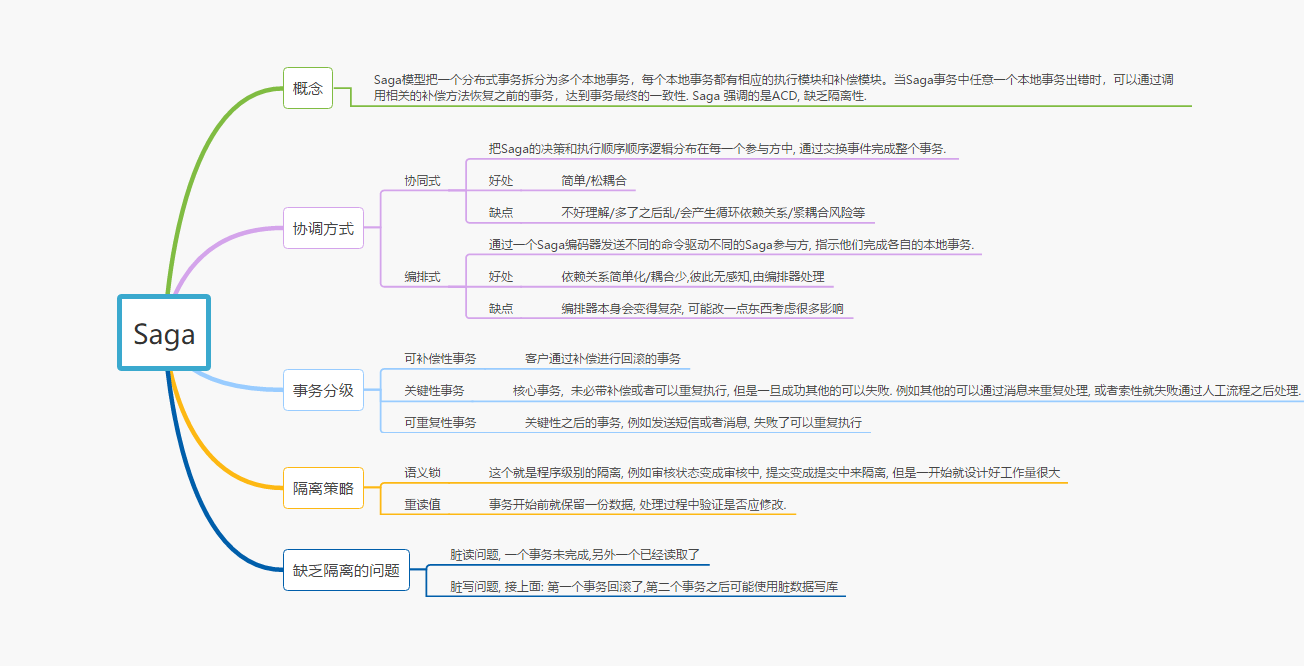 Saga
概念
Saga模型把一个分布式事务拆分为多个本地事务，每个本地事务都有相应的执行模块和补偿模块。当Saga事务中任意一个本地事务出错时，可以通过调
用相关的补偿方法恢复之前的事务，达到事务最终的一致性. Saga 强调的是ACD, 缺乏隔离性.
协调方式
协同式
把Saga的决策和执行顺序顺序逻辑分布在每一个参与方中, 通过交换事件完成整个事务.
好处 简单/松耦合
缺点 不好理解/多了之后乱/会产生循环依赖关系/紧耦合风险等
编排式
通过一个Saga编码器发送不同的命令驱动不同的Saga参与方, 指示他们完成各自的本地事务.
好处 依赖关系简单化/耦合少,彼此无感知,由编排器处理
缺点 编排器本身会变得复杂, 可能改一点东西考虑很多影响
事务分级
可补偿性事务 客户通过补偿进行回滚的事务
关键性事务 核心事务, 未必带补偿或者可以重复执行, 但是一旦成功其他的可以失败. 例如其他的可以通过消息来重复处理, 或者索性就失败通过人工流程之后处理.
可重复性事务 关键性之后的事务, 例如发送短信或者消息, 失败了可以重复执行
隔离策略
语义锁 这个就是程序级别的隔离, 例如审核状态变成审核中, 提交变成提交中来隔离, 但是一开始就设计好工作量很大
重读值 事务开始前就保留一份数据, 处理过程中验证是否应修改.
缺乏隔离的问题
脏读问题, 一个事务未完成,另外一个已经读取了
脏写问题, 接上面: 第一个事务回滚了,第二个事务之后可能使用脏数据写库